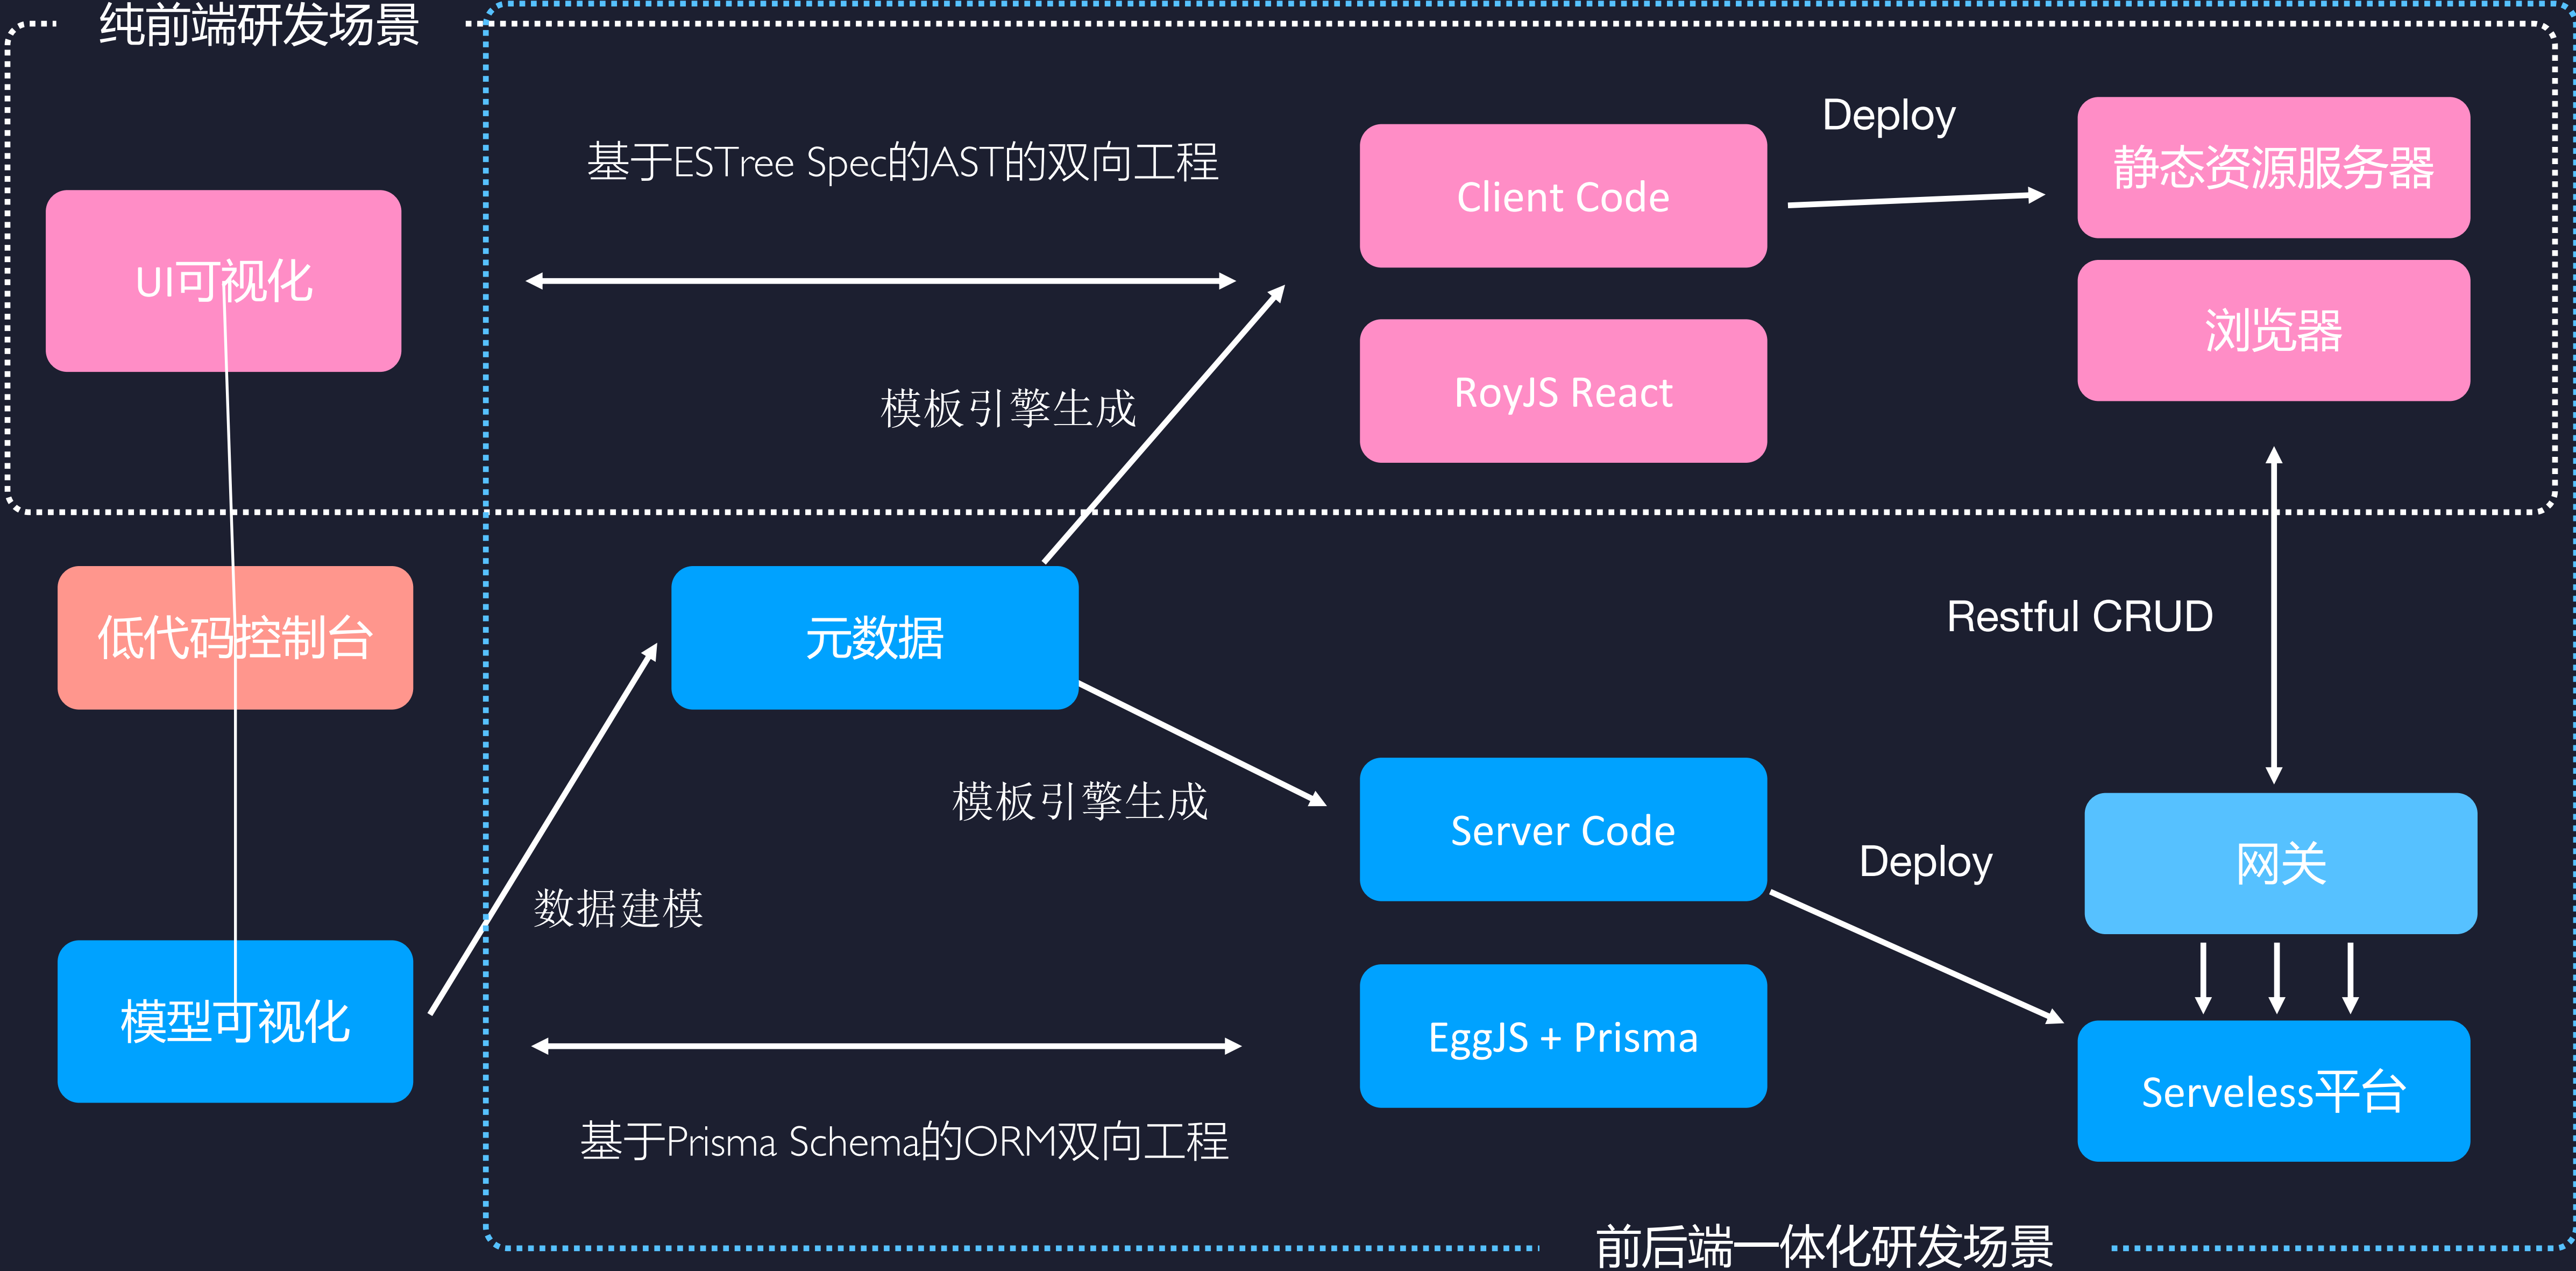 纯前端研发场景
基于ESTree Spec的AST的双向工程
Client Code
Deploy
静态资源服务器
UI可视化
浏览器
模板引擎生成
RoyJS React
低代码控制台
元数据
Restful CRUD
模板引擎生成
Server Code
Deploy
网关
数据建模
模型可视化
EggJS + Prisma
Serveless平台
基于Prisma Schema的ORM双向工程
前后端一体化研发场景